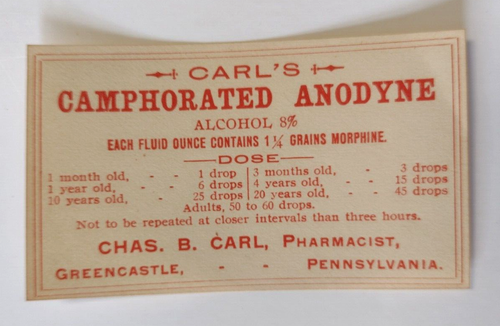 CARL'S
CAMPHORATED ANODYNE
ALCOHOL 8%
EACH FLUID OUNCE CONTAINS 1¼ GRAINS MORPHINE.
DOSE
1 month old, - - 1 drop | 3 months old, - - 3 drops
1 year old, - - 6 drops | 4 years old, - - 15 drops
10 years old, - 25 drops | 20 years old, - - 45 drops
Adults, 50 to 60 drops.
Not to be repeated at closer intervals than three hours.
CHAS. B. CARL, PHARMACIST,
GREENCASTLE, - - PENNSYLVANIA.